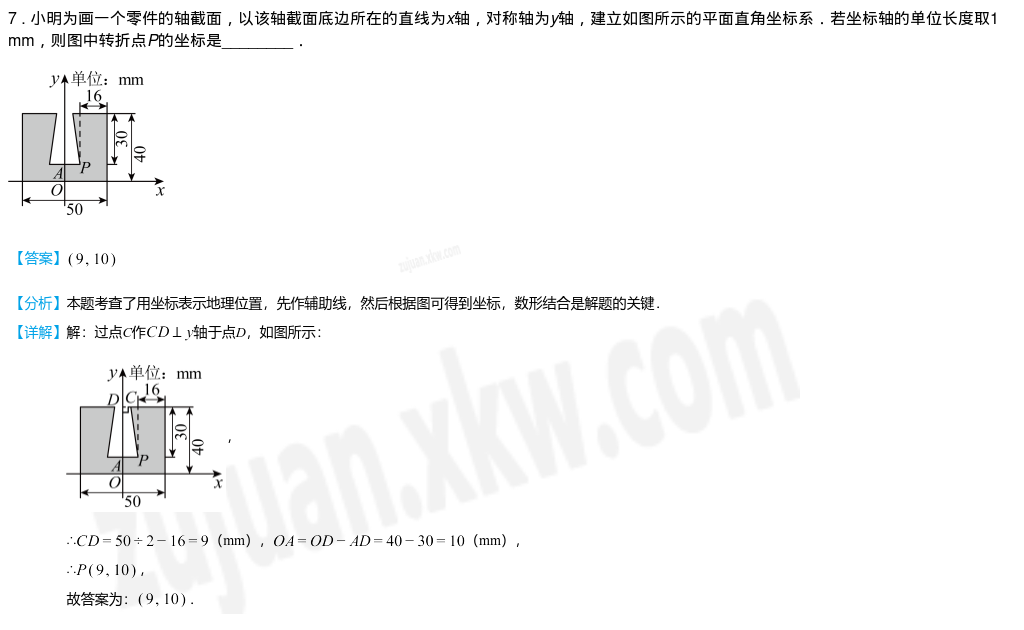 7．小明为画一个零件的轴截面，以该轴截面底边所在的直线为x轴，对称轴为y轴，建立如图所示的平面直角坐标系．若坐标轴的单位长度取1
mm，则图中转折点P的坐标是________．
y 单位：mm
16
30
40
A P
O x
50
【答案】(9, 10)
zujuan.xkw.com
【分析】本题考查了用坐标表示地理位置，先作辅助线，然后根据图可得到坐标，数形结合是解题的关键．
【详解】解：过点C作CD⊥y轴于点D，如图所示：
y 单位：mm
D C 16
30
40
，
A P
O x
50
zujuan.xkw.com
∴CD=50÷2−16=9（mm），OA=OD−AD=40−30=10（mm），
∴P(9, 10)，
故答案为：(9, 10)．